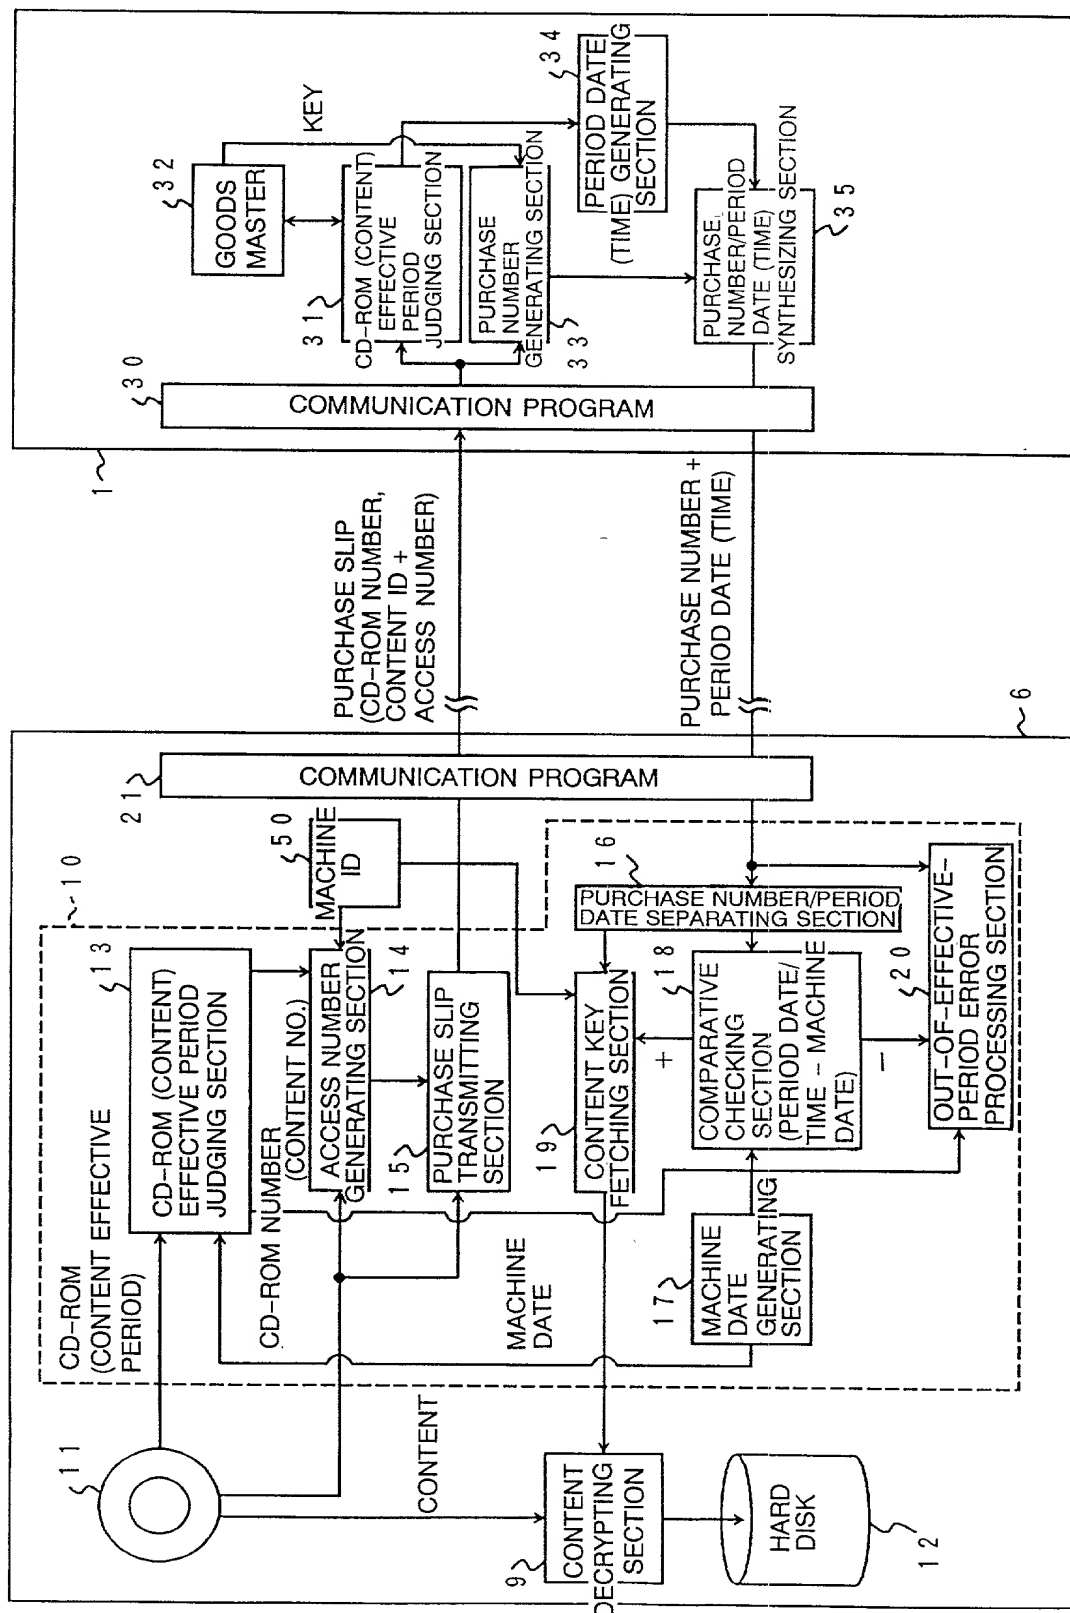 CD-ROM
(CONTENT EFFECTIVE
PERIOD)
11
CONTENT
9
CONTENT
DECRYPTING
SECTION
HARD
DISK
12
10
13
CD-ROM (CONTENT)
EFFECTIVE PERIOD
JUDGING SECTION
CD-ROM NUMBER
(CONTENT NO.)
50
MACHINE
ID
ACCESS NUMBER
GENERATING SECTION
14
15
PURCHASE SLIP
TRANSMITTING
SECTION
MACHINE
DATE
16
PURCHASE NUMBER/PERIOD
DATE SEPARATING SECTION
19
CONTENT KEY
FETCHING SECTION
+
18
COMPARATIVE
CHECKING
SECTION
(PERIOD DATE/
TIME - MACHINE
DATE)
-
17
MACHINE
DATE
GENERATING
SECTION
20
OUT-OF-EFFECTIVE-
PERIOD ERROR
PROCESSING SECTION
21
COMMUNICATION PROGRAM
6
PURCHASE SLIP
(CD-ROM NUMBER,
CONTENT ID +
ACCESS NUMBER)
PURCHASE NUMBER +
PERIOD DATE (TIME)
1
30
COMMUNICATION PROGRAM
32
GOODS
MASTER
KEY
31
CD-ROM (CONTENT)
EFFECTIVE
PERIOD
JUDGING SECTION
PURCHASE
NUMBER
GENERATING SECTION
33
34
PERIOD DATE
(TIME) GENERATING
SECTION
PURCHASE
NUMBER/PERIOD
DATE (TIME)
SYNTHESIZING SECTION
35